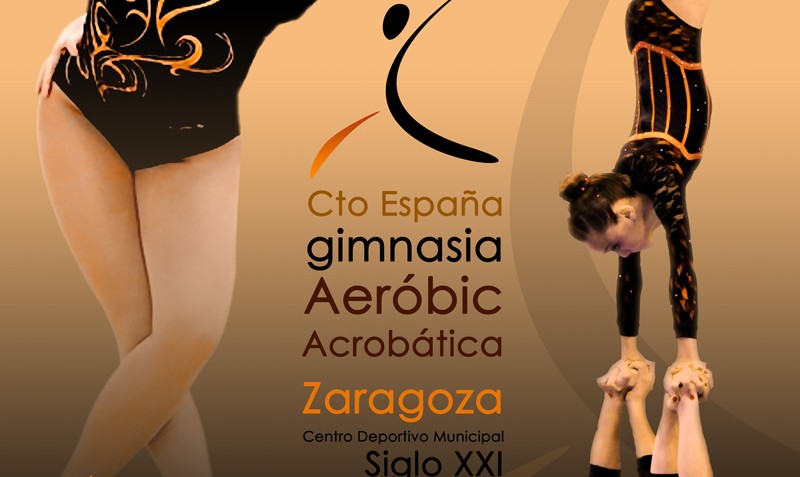 Cto España
gimnasia
Aeróbic
Acrobática
Zaragoza
Centro Deportivo Municipal
Siglo XXI